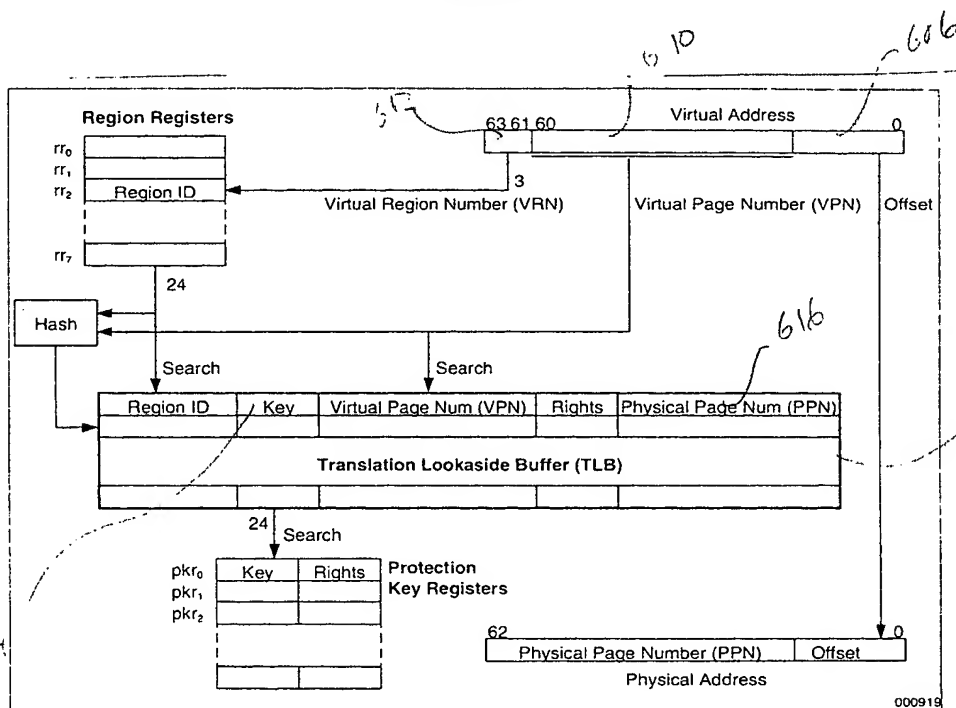 610
606
Region Registers
63 61 60 Virtual Address 0
rr0
rr1
rr2 Region ID
3
Virtual Region Number (VRN) Virtual Page Number (VPN) Offset
rr7
24
Hash
616
Search Search
Region ID Key Virtual Page Num (VPN) Rights Physical Page Num (PPN)
Translation Lookaside Buffer (TLB)
24
Search
pkr0 Key Rights Protection
pkr1 Key Registers
pkr2
62 0
Physical Page Number (PPN) Offset
Physical Address
000919